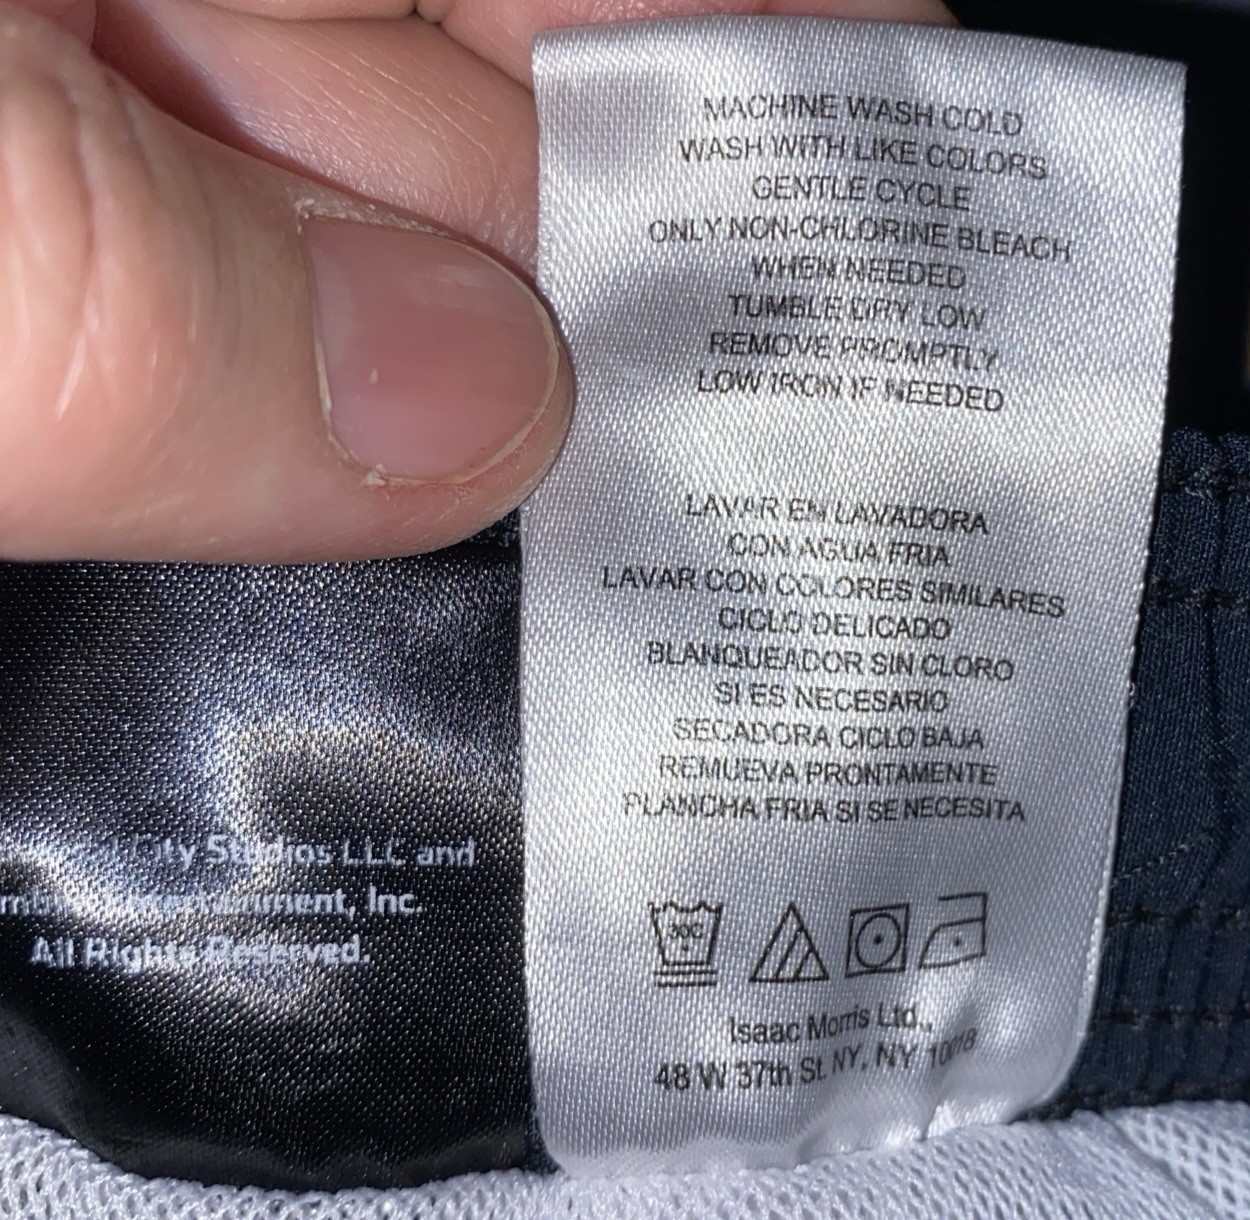 MACHINE WASH COLD
WASH WITH LIKE COLORS
GENTLE CYCLE
ONLY NON-CHLORINE BLEACH
WHEN NEEDED
TUMBLE DRY LOW
REMOVE PROMPTLY
LOW IRON IF NEEDED
LAVAR EN LAVADORA
CON AGUA FRIA
LAVAR CON COLORES SIMILARES
CICLO DELICADO
BLANQUEADOR SIN CLORO
SI ES NECESARIO
SECADORA CICLO BAJA
REMUEVA PRONTAMENTE
PLANCHA FRIA SI SE NECESITA
30C
Isaac Morris Ltd.,
48 W 37th St. NY, NY 10018
City Studios LLC and
Entertainment, Inc.
All Rights Reserved.